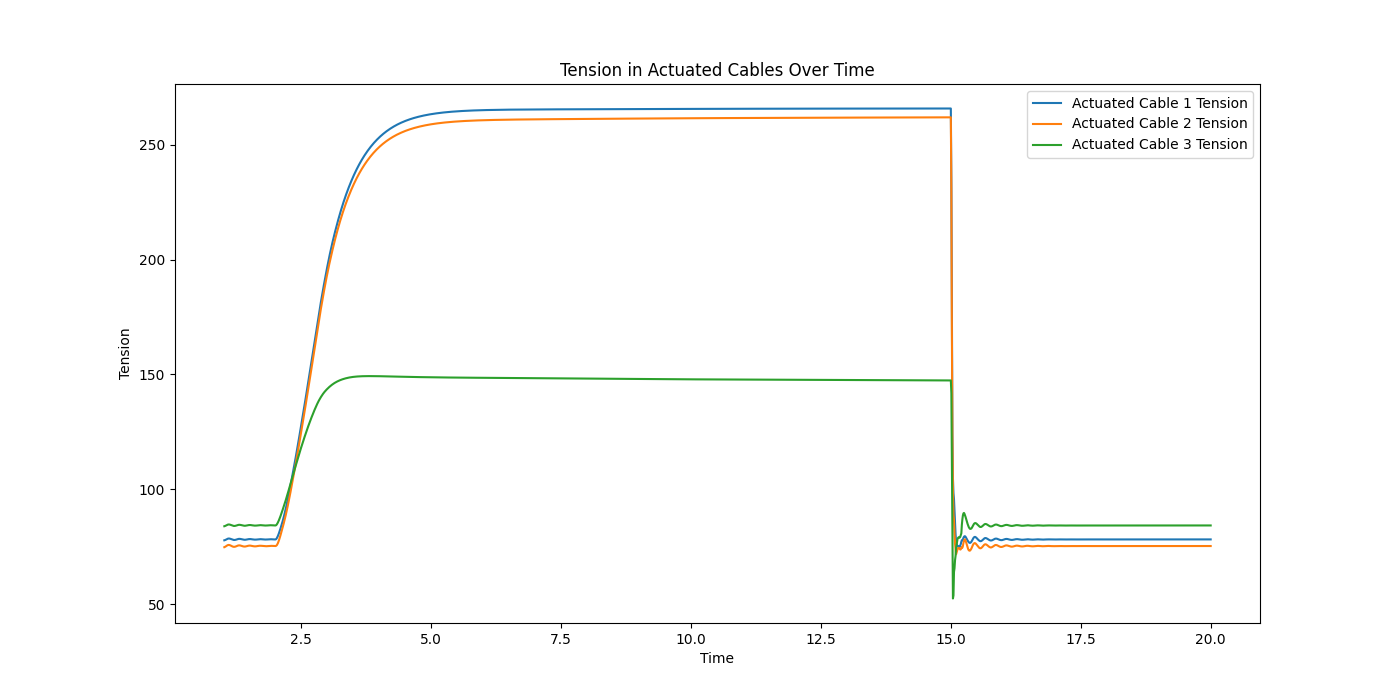 Tension in Actuated Cables Over Time
Actuated Cable 1 Tension
Actuated Cable 2 Tension
Actuated Cable 3 Tension
Tension
250
200
150
100
50
2.5 5.0 7.5 10.0 12.5 15.0 17.5 20.0
Time